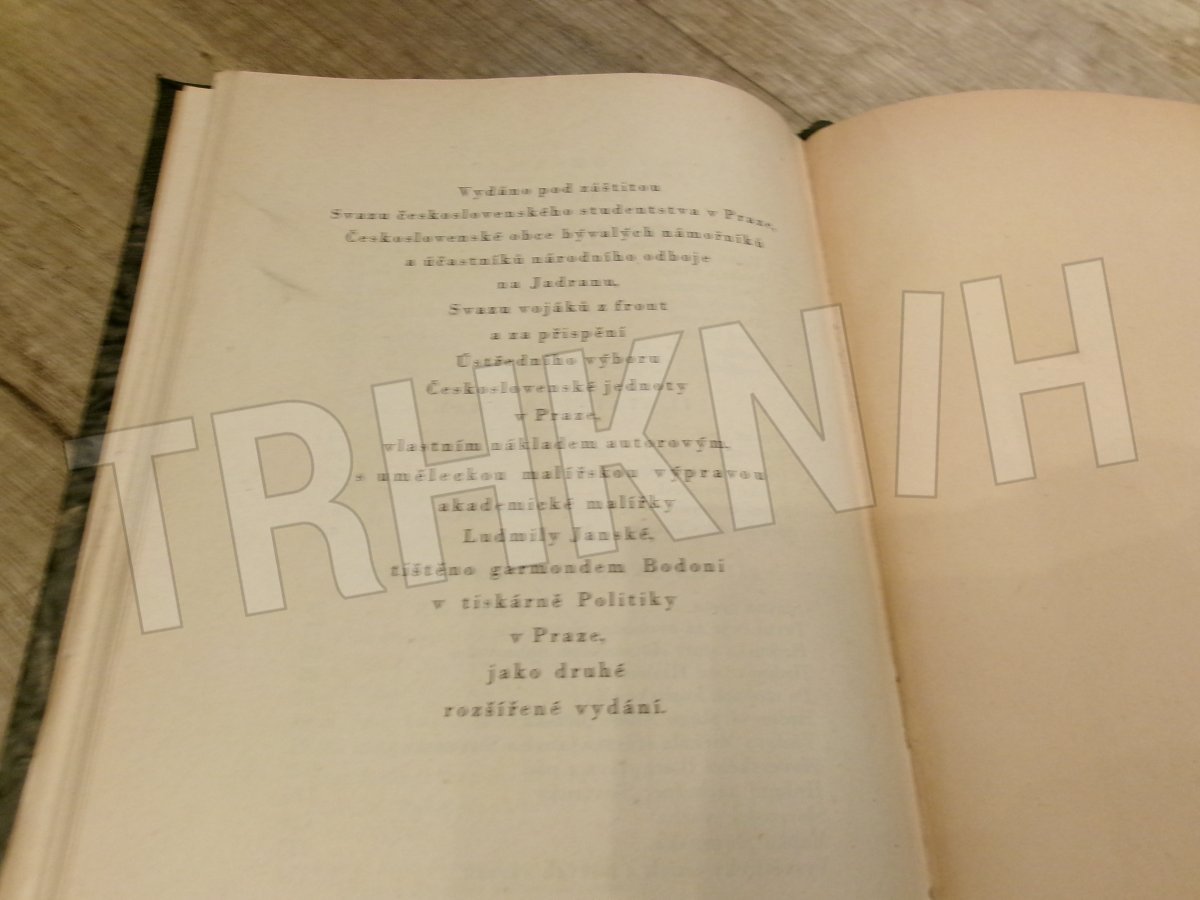 Vydáno pod záštitou
Svazu československého studentstva v Praze,
Československé obce bývalých námořníků
a účastníků národního odboje
na Jadranu,
Svazu vojáků z front
a za přispění
Ústředního výboru
Československé jednoty
v Praze,
vlastním nákladem autorovým,
s uměleckou malířskou výpravou
akademické malířky
Ludmily Janské,
tištěno garmondem Bodoni
v tiskárně Politiky
v Praze,
jako druhé
rozšířené vydání.
TRHKNIH